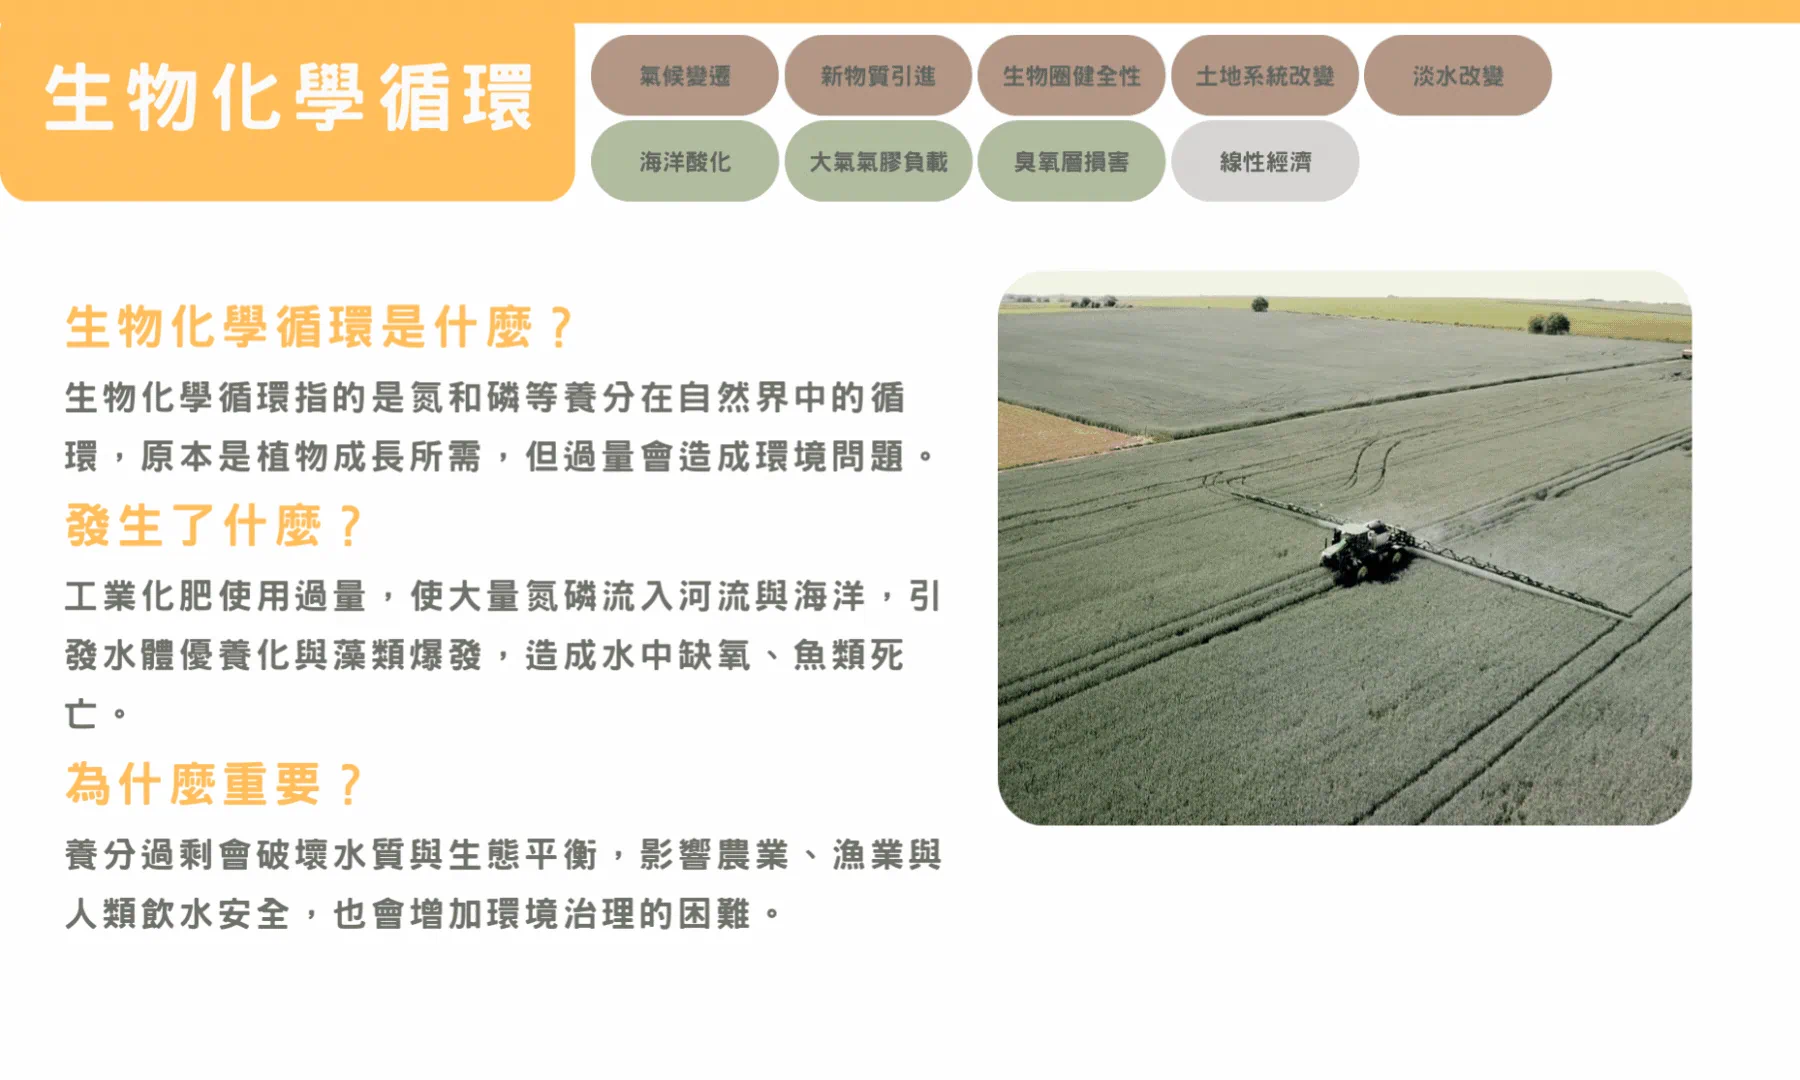 生物化學循環
氣候變遷
新物質引進
生物圈健全性
土地系統改變
淡水改變
海洋酸化
大氣氣膠負載
臭氧層損害
線性經濟
生物化學循環是什麼？
生物化學循環指的是氮和磷等養分在自然界中的循
環，原本是植物成長所需，但過量會造成環境問題。
發生了什麼？
工業化肥使用過量，使大量氮磷流入河流與海洋，引
發水體優養化與藻類爆發，造成水中缺氧、魚類死
亡。
為什麼重要？
養分過剩會破壞水質與生態平衡，影響農業、漁業與
人類飲水安全，也會增加環境治理的困難。